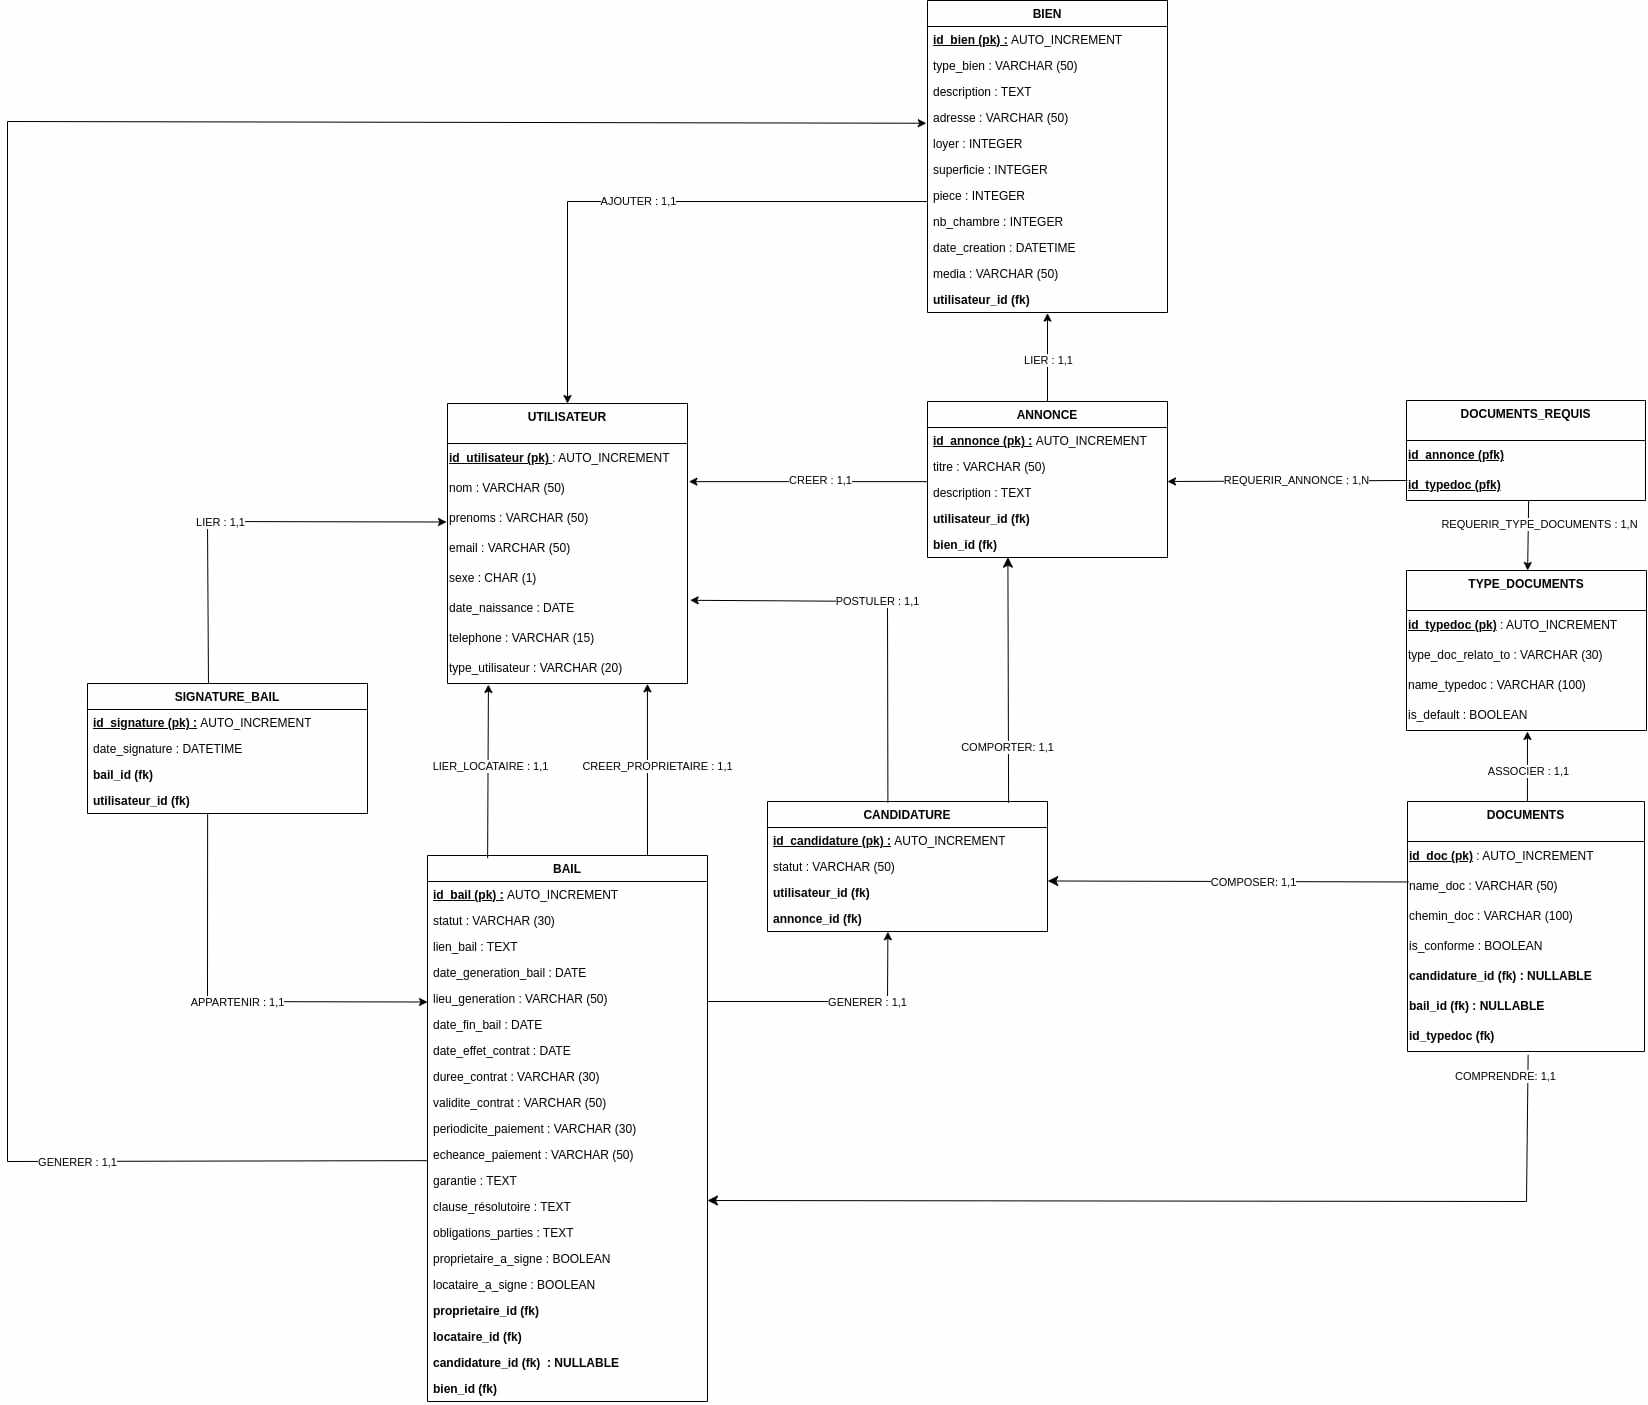 BIEN
id_bien (pk) : AUTO_INCREMENT
type_bien : VARCHAR (50)
description : TEXT
adresse : VARCHAR (50)
loyer : INTEGER
superficie : INTEGER
piece : INTEGER
nb_chambre : INTEGER
date_creation : DATETIME
media : VARCHAR (50)
utilisateur_id (fk)
AJOUTER : 1,1
LIER : 1,1
UTILISATEUR
id_utilisateur (pk) : AUTO_INCREMENT
nom : VARCHAR (50)
prenoms : VARCHAR (50)
email : VARCHAR (50)
sexe : CHAR (1)
date_naissance : DATE
telephone : VARCHAR (15)
type_utilisateur : VARCHAR (20)
CREER : 1,1
ANNONCE
id_annonce (pk) : AUTO_INCREMENT
titre : VARCHAR (50)
description : TEXT
utilisateur_id (fk)
bien_id (fk)
REQUERIR_ANNONCE : 1,N
DOCUMENTS_REQUIS
id_annonce (pfk)
id_typedoc (pfk)
REQUERIR_TYPE_DOCUMENTS : 1,N
TYPE_DOCUMENTS
id_typedoc (pk) : AUTO_INCREMENT
type_doc_relato_to : VARCHAR (30)
name_typedoc : VARCHAR (100)
is_default : BOOLEAN
LIER : 1,1
POSTULER : 1,1
SIGNATURE_BAIL
id_signature (pk) : AUTO_INCREMENT
date_signature : DATETIME
bail_id (fk)
utilisateur_id (fk)
LIER_LOCATAIRE : 1,1
CREER_PROPRIETAIRE : 1,1
COMPORTER: 1,1
ASSOCIER : 1,1
CANDIDATURE
id_candidature (pk) : AUTO_INCREMENT
statut : VARCHAR (50)
utilisateur_id (fk)
annonce_id (fk)
COMPOSER: 1,1
DOCUMENTS
id_doc (pk) : AUTO_INCREMENT
name_doc : VARCHAR (50)
chemin_doc : VARCHAR (100)
is_conforme : BOOLEAN
candidature_id (fk) : NULLABLE
bail_id (fk) : NULLABLE
id_typedoc (fk)
BAIL
id_bail (pk) : AUTO_INCREMENT
statut : VARCHAR (30)
lien_bail : TEXT
date_generation_bail : DATE
lieu_generation : VARCHAR (50)
date_fin_bail : DATE
date_effet_contrat : DATE
duree_contrat : VARCHAR (30)
validite_contrat : VARCHAR (50)
periodicite_paiement : VARCHAR (30)
echeance_paiement : VARCHAR (50)
garantie : TEXT
clause_résolutoire : TEXT
obligations_parties : TEXT
proprietaire_a_signe : BOOLEAN
locataire_a_signe : BOOLEAN
proprietaire_id (fk)
locataire_id (fk)
candidature_id (fk) : NULLABLE
bien_id (fk)
APPARTENIR : 1,1
GENERER : 1,1
COMPRENDRE: 1,1
GENERER : 1,1